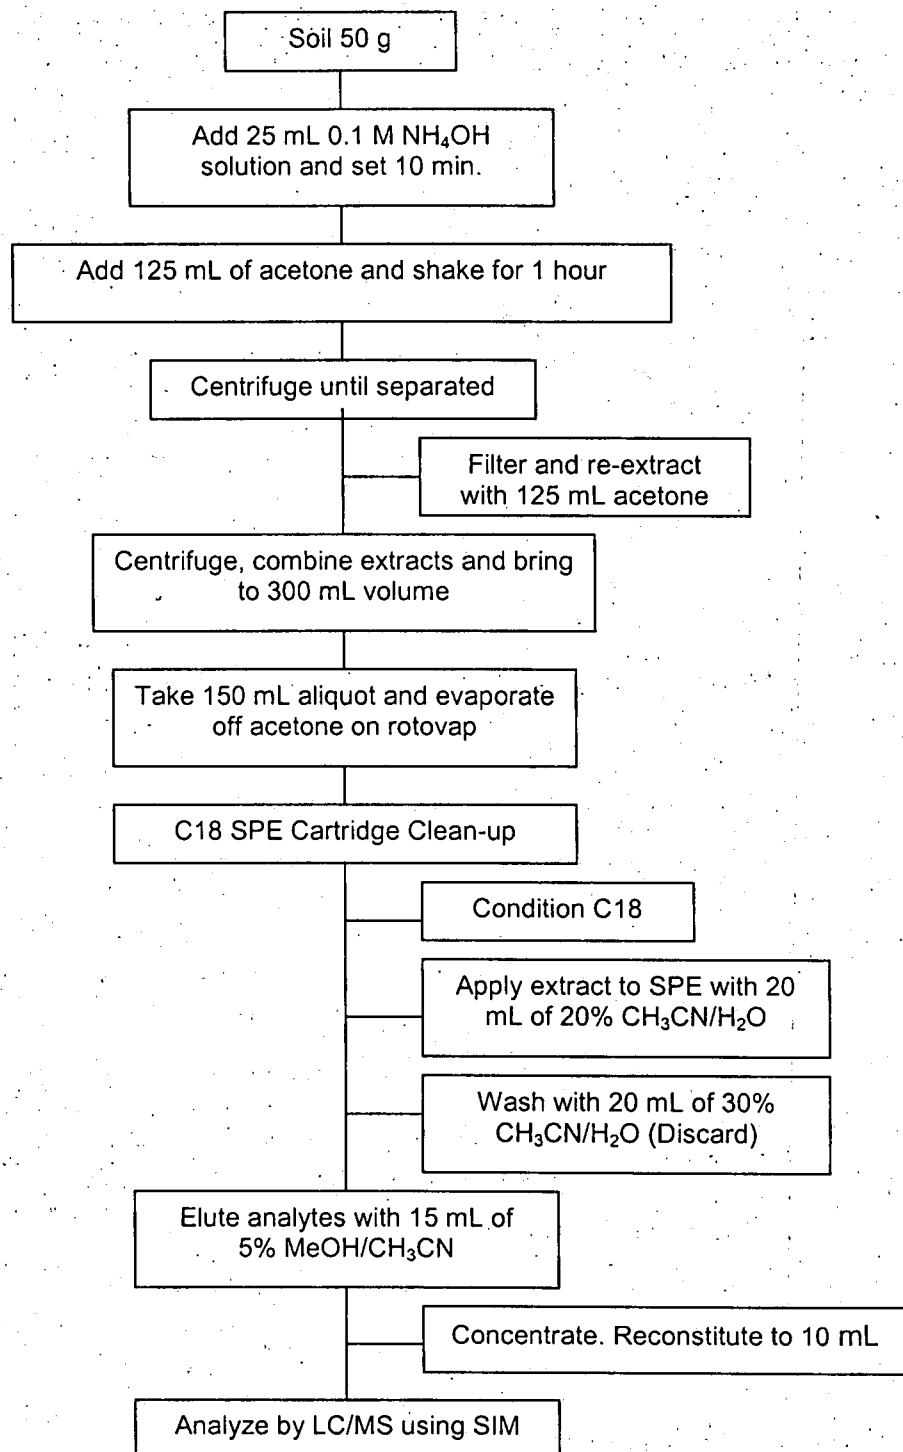 Soil 50 g
Add 25 mL 0.1 M NH₄OH
solution and set 10 min.
Add 125 mL of acetone and shake for 1 hour
Centrifuge until separated
Filter and re-extract
with 125 mL acetone
Centrifuge, combine extracts and bring
to 300 mL volume
Take 150 mL aliquot and evaporate
off acetone on rotovap
C18 SPE Cartridge Clean-up
Condition C18
Apply extract to SPE with 20
mL of 20% CH₃CN/H₂O
Wash with 20 mL of 30%
CH₃CN/H₂O (Discard)
Elute analytes with 15 mL of
5% MeOH/CH₃CN
Concentrate. Reconstitute to 10 mL
Analyze by LC/MS using SIM